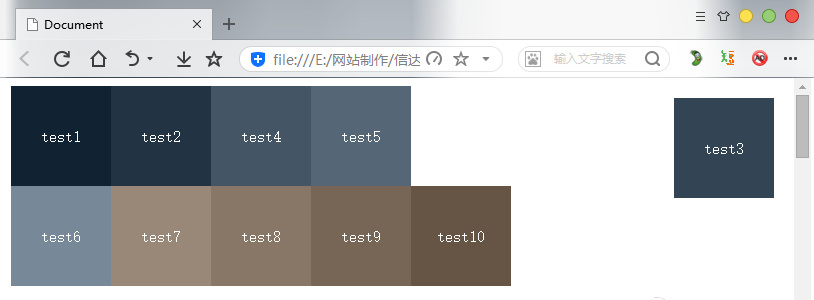 Document
file:///E:/网站制作/信达
输入文字搜索
test1
test2
test4
test5
test3
test6
test7
test8
test9
test10